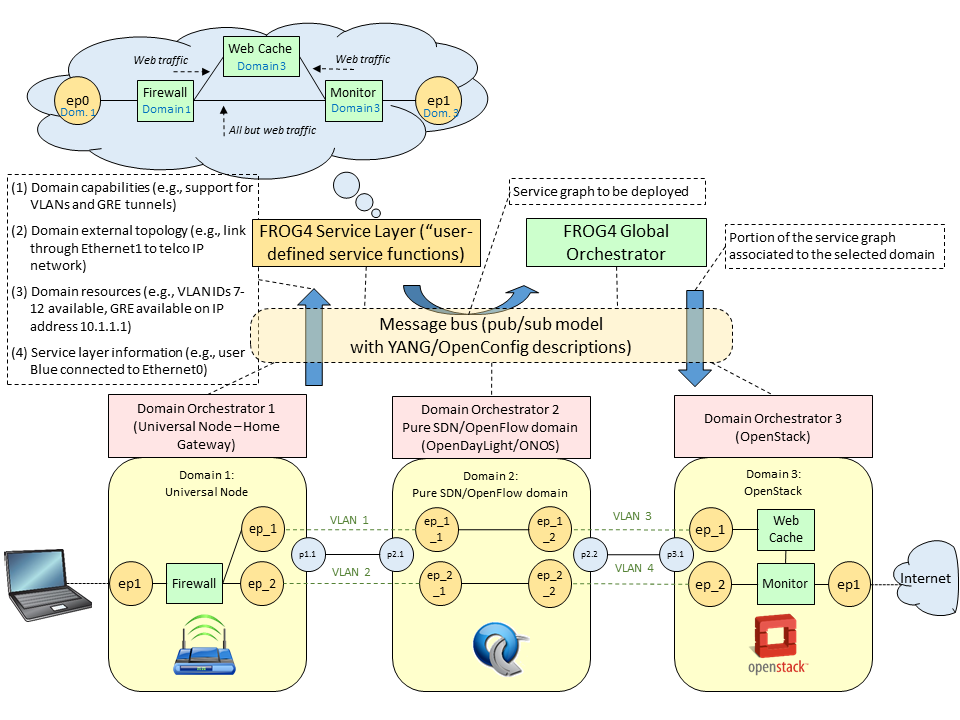 Web Cache
Domain3
Web traffic
Web traffic
ep0
Dom. 1
Firewall
Domain1
Monitor
Domain3
ep1
Dom. 3
All but web traffic
(1) Domain capabilities (e.g., support for
VLANs and GRE tunnels)
(2) Domain external topology (e.g., link
through Ethernet1 to telco IP
network)
(3) Domain resources (e.g., VLAN IDs 7-
12 available, GRE available on IP
address 10.1.1.1)
(4) Service layer information (e.g., user
Blue connected to Ethernet0)
Service graph to be deployed
FROG4 Service Layer (“user-
defined service functions)
FROG4 Global
Orchestrator
Portion of the service graph
associated to the selected domain
Message bus (pub/sub model
with YANG/OpenConfig descriptions)
Domain Orchestrator 1
(Universal Node – Home
Gateway)
Domain Orchestrator 2
Pure SDN/OpenFlow domain
(OpenDayLight/ONOS)
Domain Orchestrator 3
(OpenStack)
Domain 1:
Universal Node
Domain 2:
Pure SDN/OpenFlow domain
Domain 3:
OpenStack
ep_1
VLAN 1
ep_1
_1
ep_1
_2
VLAN 3
ep_1
Web
Cache
p1.1
p2.1
p2.2
p3.1
ep1
Firewall
ep_2
VLAN 2
ep_2
_1
ep_2
_2
VLAN 4
ep_2
Monitor
ep1
Internet
openstack